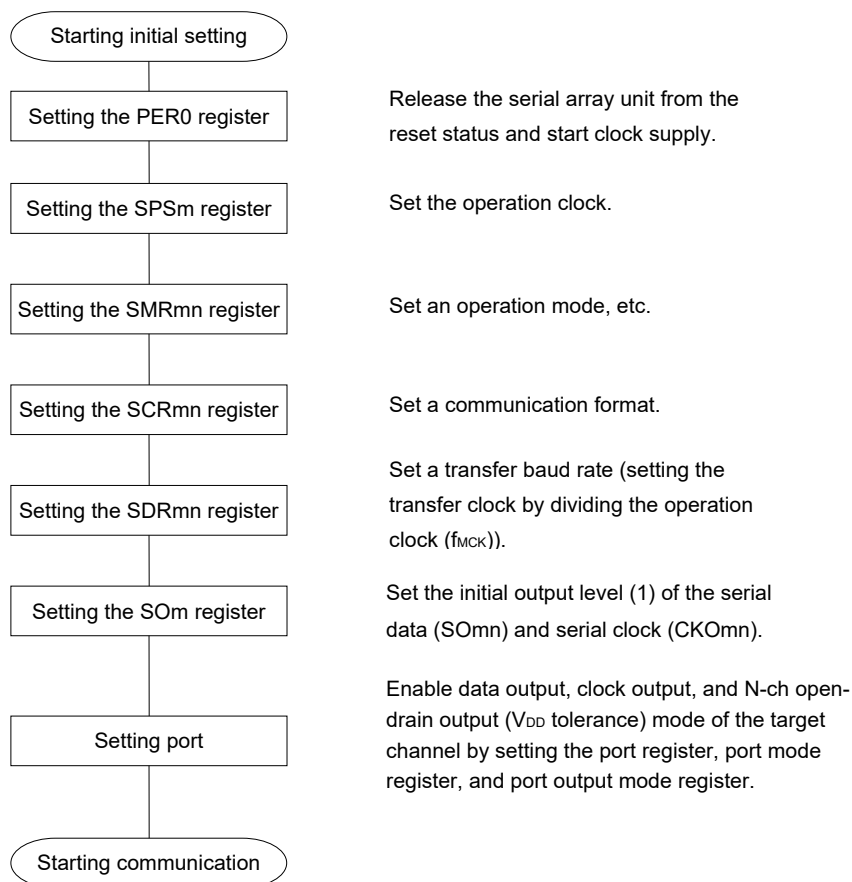 Starting initial setting
Setting the PER0 register
Release the serial array unit from the
reset status and start clock supply.
Setting the SPSm register
Set the operation clock.
Setting the SMRmn register
Set an operation mode, etc.
Setting the SCRmn register
Set a communication format.
Setting the SDRmn register
Set a transfer baud rate (setting the
transfer clock by dividing the operation
clock (fMCK)).
Setting the SOm register
Set the initial output level (1) of the serial
data (SOmn) and serial clock (CKOmn).
Setting port
Enable data output, clock output, and N-ch open-
drain output (VDD tolerance) mode of the target
channel by setting the port register, port mode
register, and port output mode register.
Starting communication